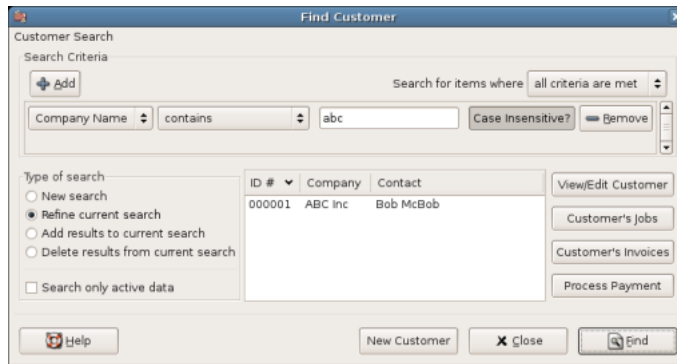 Find Customer
Customer Search
Search Criteria
Add
Search for items where all criteria are met
Company Name contains abc Case Insensitive? Remove
Type of search
New search
Refine current search
Add results to current search
Delete results from current search
Search only active data
ID # Company Contact
000001 ABC Inc Bob McBob
View/Edit Customer
Customer's Jobs
Customer's Invoices
Process Payment
Help New Customer Close Find